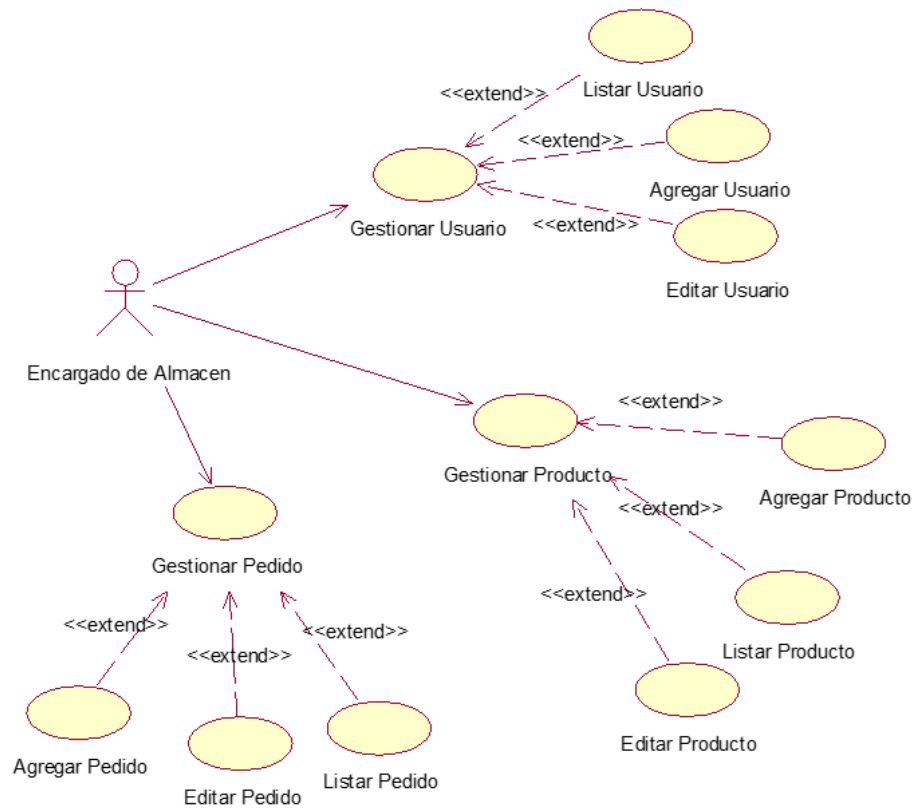 Listar Usuario
<<extend>>
<<extend>>
Agregar Usuario
Gestionar Usuario
<<extend>>
Editar Usuario
Encargado de Almacen
<<extend>>
Gestionar Producto
Agregar Producto
<<extend>>
Gestionar Pedido
<<extend>>
<<extend>>
<<extend>>
<<extend>>
Listar Producto
Editar Producto
Agregar Pedido
Listar Pedido
Editar Pedido